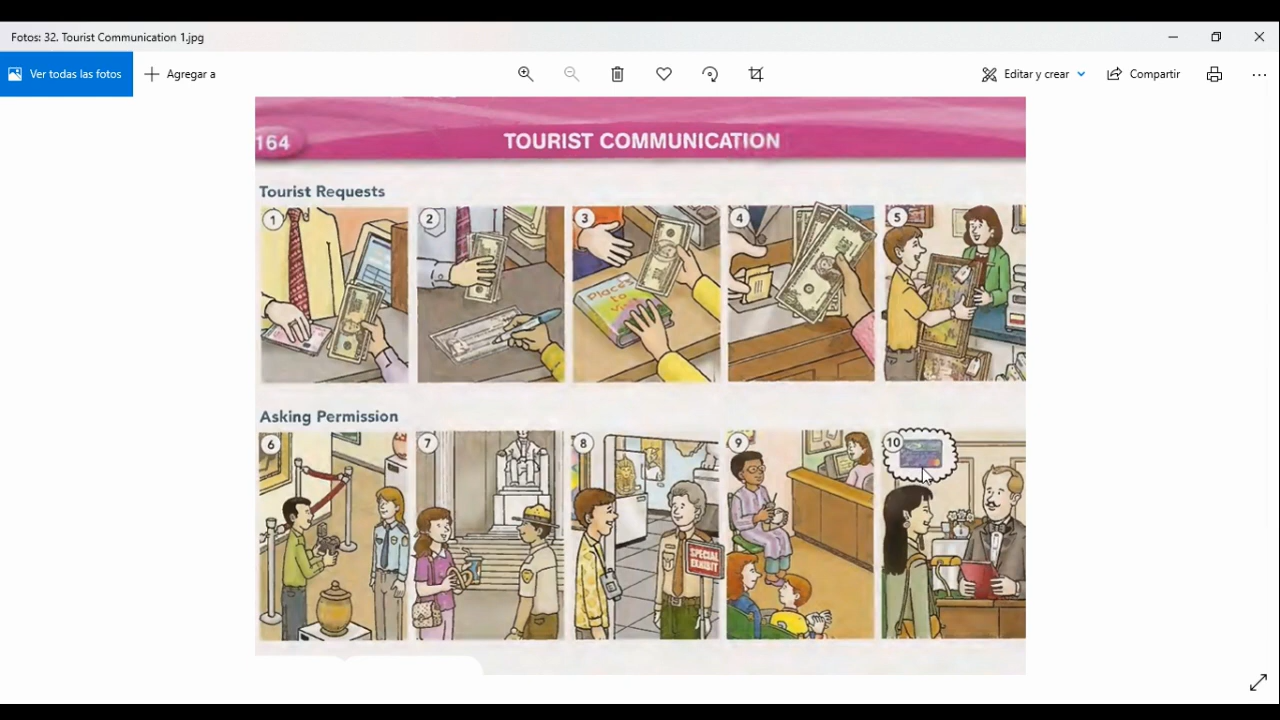 Fotos: 32. Tourist Communication 1.jpg
Ver todas las fotos
Agregar a
Editar y crear
Compartir
164
TOURIST COMMUNICATION
Tourist Requests
1
2
3
4
5
Places
to
Visit
Asking Permission
6
7
8
9
10
SPECIAL
EXHIBIT